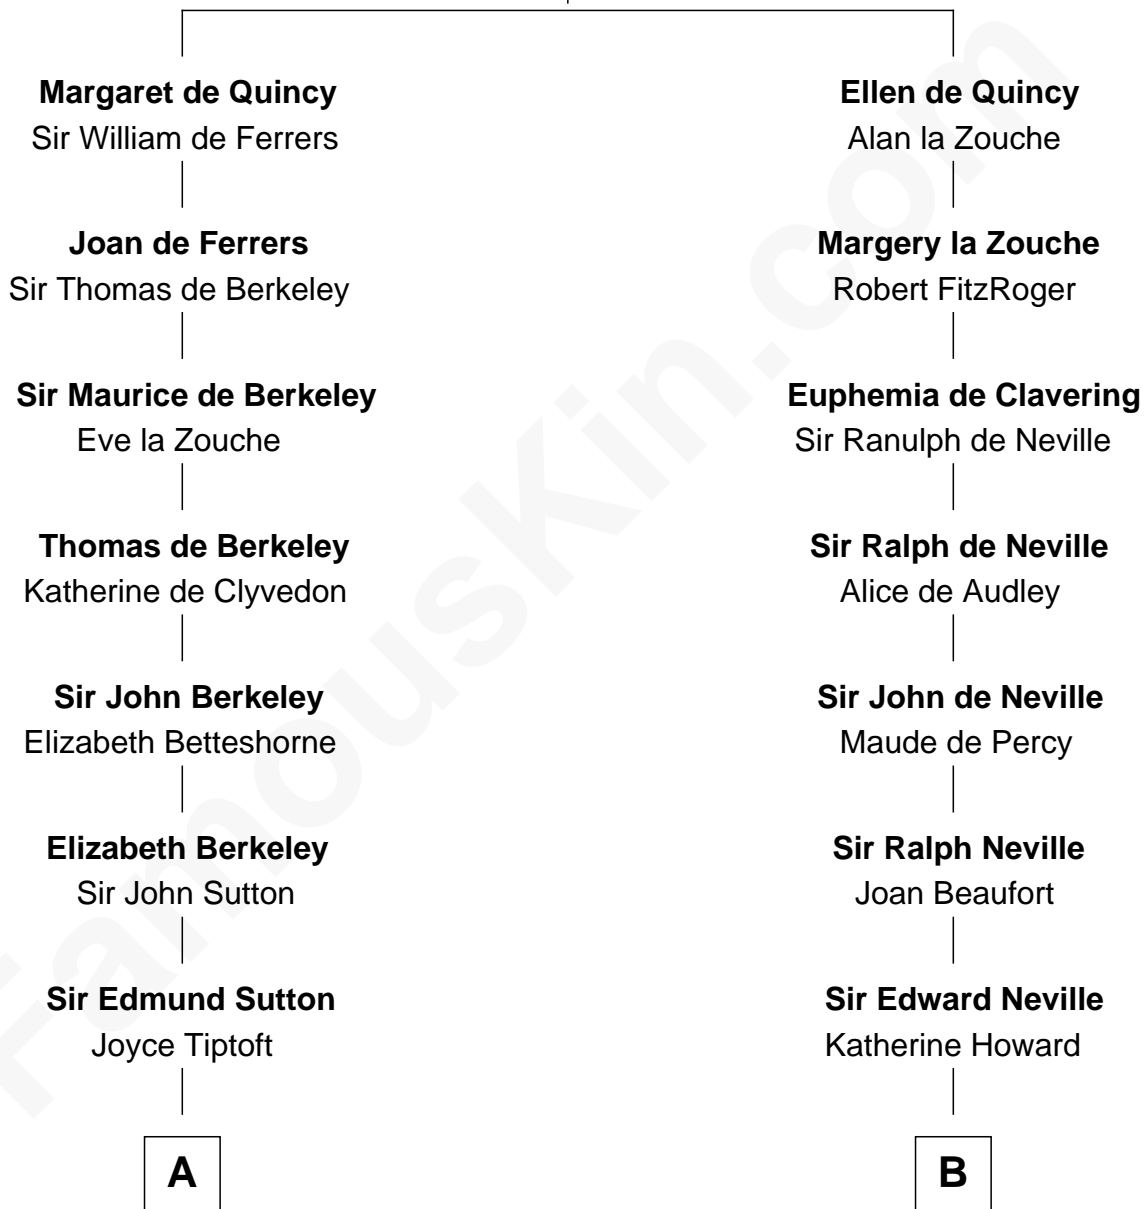 Margaret de Quincy
Sir William de Ferrers
Joan de Ferrers
Sir Thomas de Berkeley
Sir Maurice de Berkeley
Eve la Zouche
Thomas de Berkeley
Katherine de Clyvedon
Sir John Berkeley
Elizabeth Betteshorne
Elizabeth Berkeley
Sir John Sutton
Sir Edmund Sutton
Joyce Tiptoft
A
Ellen de Quincy
Alan la Zouche
Margery la Zouche
Robert FitzRoger
Euphemia de Clavering
Sir Ranulph de Neville
Sir Ralph de Neville
Alice de Audley
Sir John de Neville
Maude de Percy
Sir Ralph Neville
Joan Beaufort
Sir Edward Neville
Katherine Howard
B
FamousKin.com